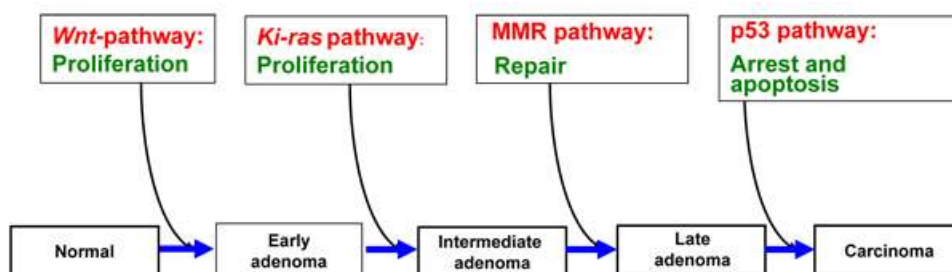 Wnt-pathway:
Proliferation
Ki-ras pathway:
Proliferation
MMR pathway:
Repair
p53 pathway:
Arrest and
apoptosis
Normal
Early
adenoma
Intermediate
adenoma
Late
adenoma
Carcinoma